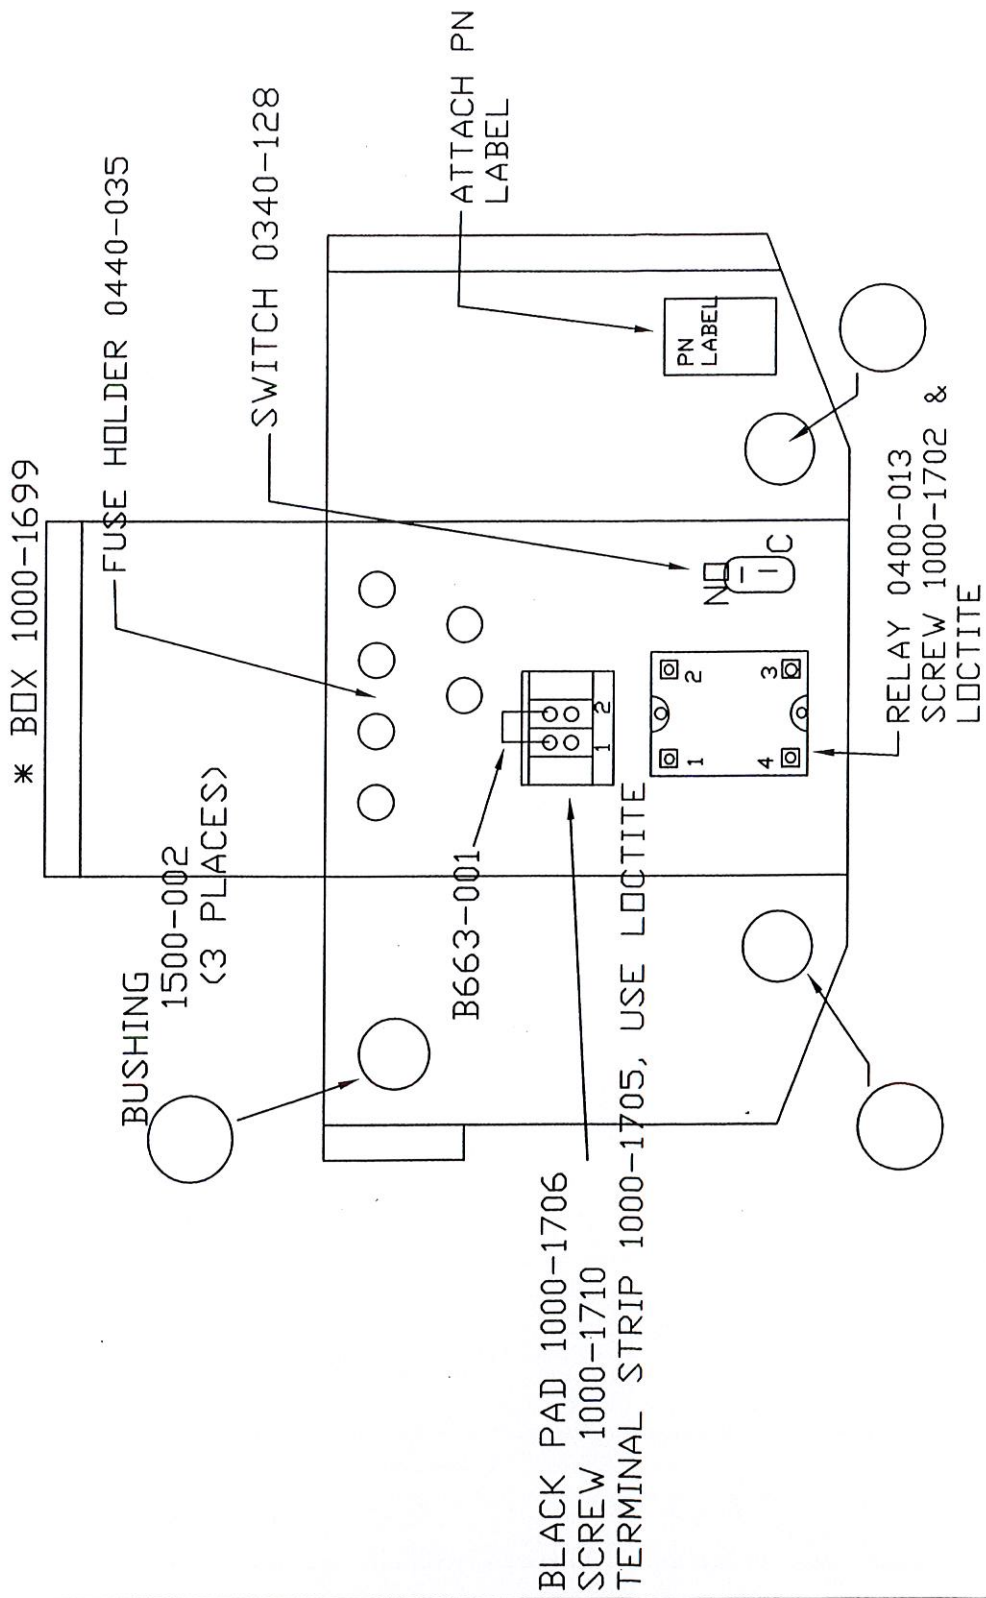 * BOX 1000-1699
FUSE HOLDER 0440-035
SWITCH 0340-128
ATTACH PN
LABEL
BUSHING
1500-002
(3 PLACES)
B663-001
1 2
PN
LABEL
NO
C
1
2
3
4
BLACK PAD 1000-1706
SCREW 1000-1710
TERMINAL STRIP 1000-1705, USE LOCTITE
RELAY 0400-013
SCREW 1000-1702 &
LOCTITE